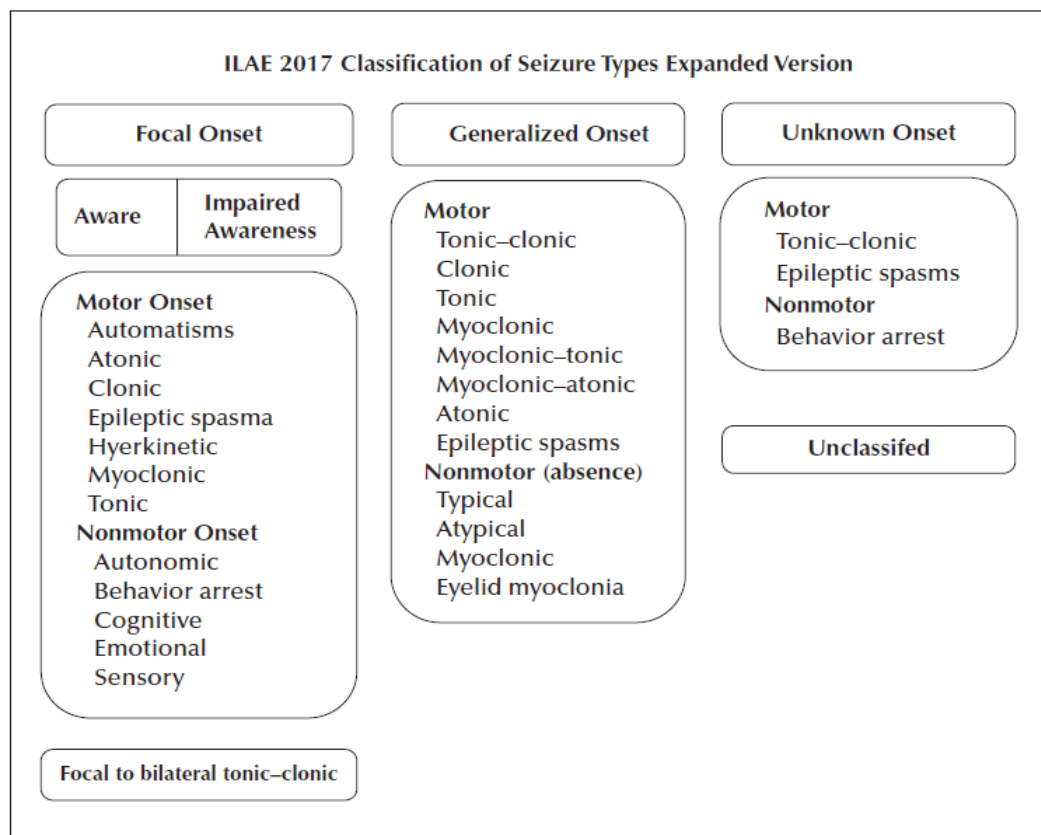 ILAE 2017 Classification of Seizure Types Expanded Version
Focal Onset
Aware
Impaired
Awareness
Motor Onset
Automatisms
Atonic
Clonic
Epileptic spasma
Hyerkinetic
Myoclonic
Tonic
Nonmotor Onset
Autonomic
Behavior arrest
Cognitive
Emotional
Sensory
Focal to bilateral tonic–clonic
Generalized Onset
Motor
Tonic–clonic
Clonic
Tonic
Myoclonic
Myoclonic–tonic
Myoclonic–atonic
Atonic
Epileptic spasms
Nonmotor (absence)
Typical
Atypical
Myoclonic
Eyelid myoclonia
Unknown Onset
Motor
Tonic–clonic
Epileptic spasms
Nonmotor
Behavior arrest
Unclassifed